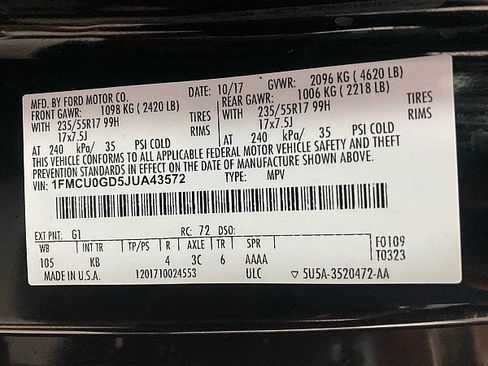 MFD. BY FORD MOTOR CO. DATE: 10/17 GVWR: 2096 KG ( 4620 LB)
FRONT GAWR: 1098 KG ( 2420 LB) REAR GAWR: 1006 KG ( 2218 LB)
WITH 235/55R17 99H TIRES WITH 235/55R17 99H TIRES
17x7.5J RIMS 17x7.5J RIMS
AT 240 kPa/ 35 PSI COLD AT 240 kPa/ 35 PSI COLD
THIS VEHICLE CONFORMS TO ALL APPLICABLE FEDERAL MOTOR VEHICLE SAFETY AND THEFT
PREVENTION STANDARDS IN EFFECT ON THE DATE OF MANUFACTURE SHOWN ABOVE.
VIN: 1FMCU0GD5JUA43572 TYPE: MPV
EXT PNT: G1 RC: 72 DSO:
WB INT TR TP/PS R AXLE TR SPR F0109
105 KB 4 3C 6 AAAA T0323
MADE IN U.S.A. 1201710024553 ULC ▽ 5U5A-3520472-AA